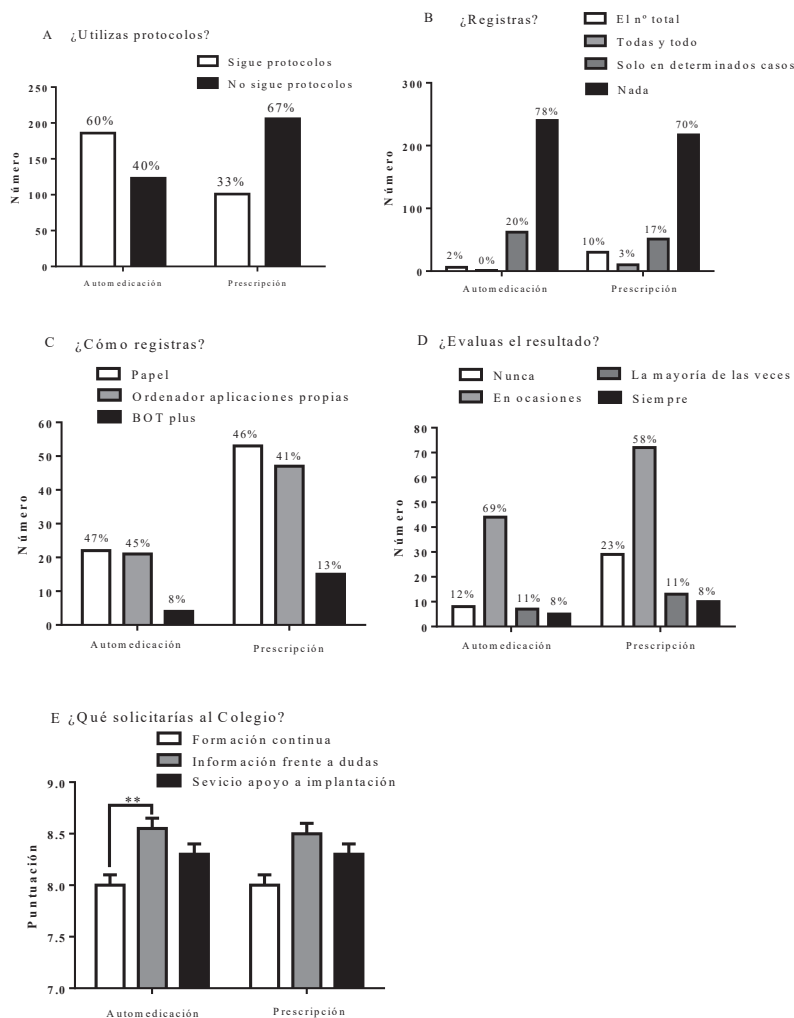 A ¿Utilizas protocolos?
Sigue protocolos
No sigue protocolos
250
200
150
100
50
0
Número
60%
40%
33%
67%
Automedicación
Prescripción
B ¿Registras?
El nº total
Todas y todo
Solo en determinados casos
Nada
300
200
100
0
Número
2%
0%
20%
78%
10%
3%
17%
70%
Automedicación
Prescripción
C ¿Cómo registras?
Papel
Ordenador aplicaciones propias
BOT plus
60
50
40
30
20
10
0
Número
47%
45%
8%
46%
41%
13%
Automedicación
Prescripción
D ¿Evaluas el resultado?
Nunca
La mayoría de las veces
En ocasiones
Siempre
80
70
60
50
40
30
20
10
0
Número
12%
69%
11%
8%
23%
58%
11%
8%
Automedicación
Prescripción
E ¿Qué solicitarías al Colegio?
Formación continua
Información frente a dudas
Sevicio apoyo a implantación
9.0
8.5
8.0
7.0
Puntuación
**
Automedicación
Prescripción